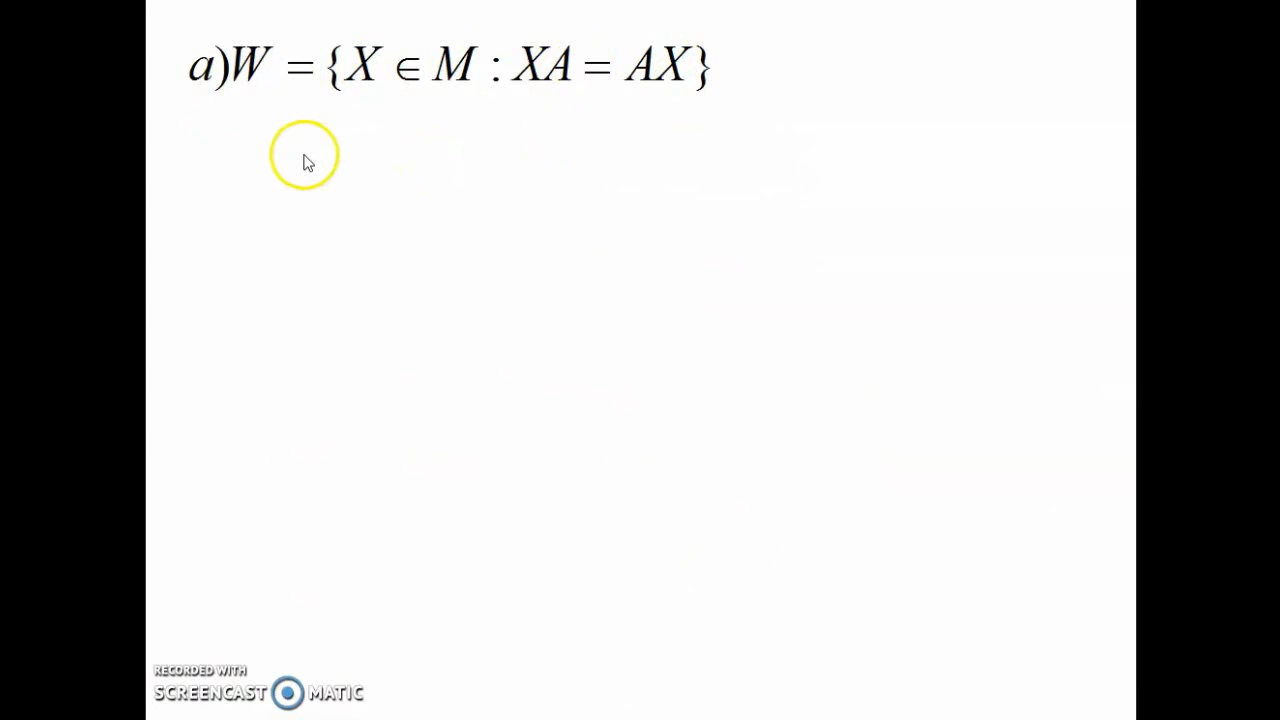 a)W = {X ∈ M : XA = AX}
RECORDED WITH
SCREENCAST MATIC